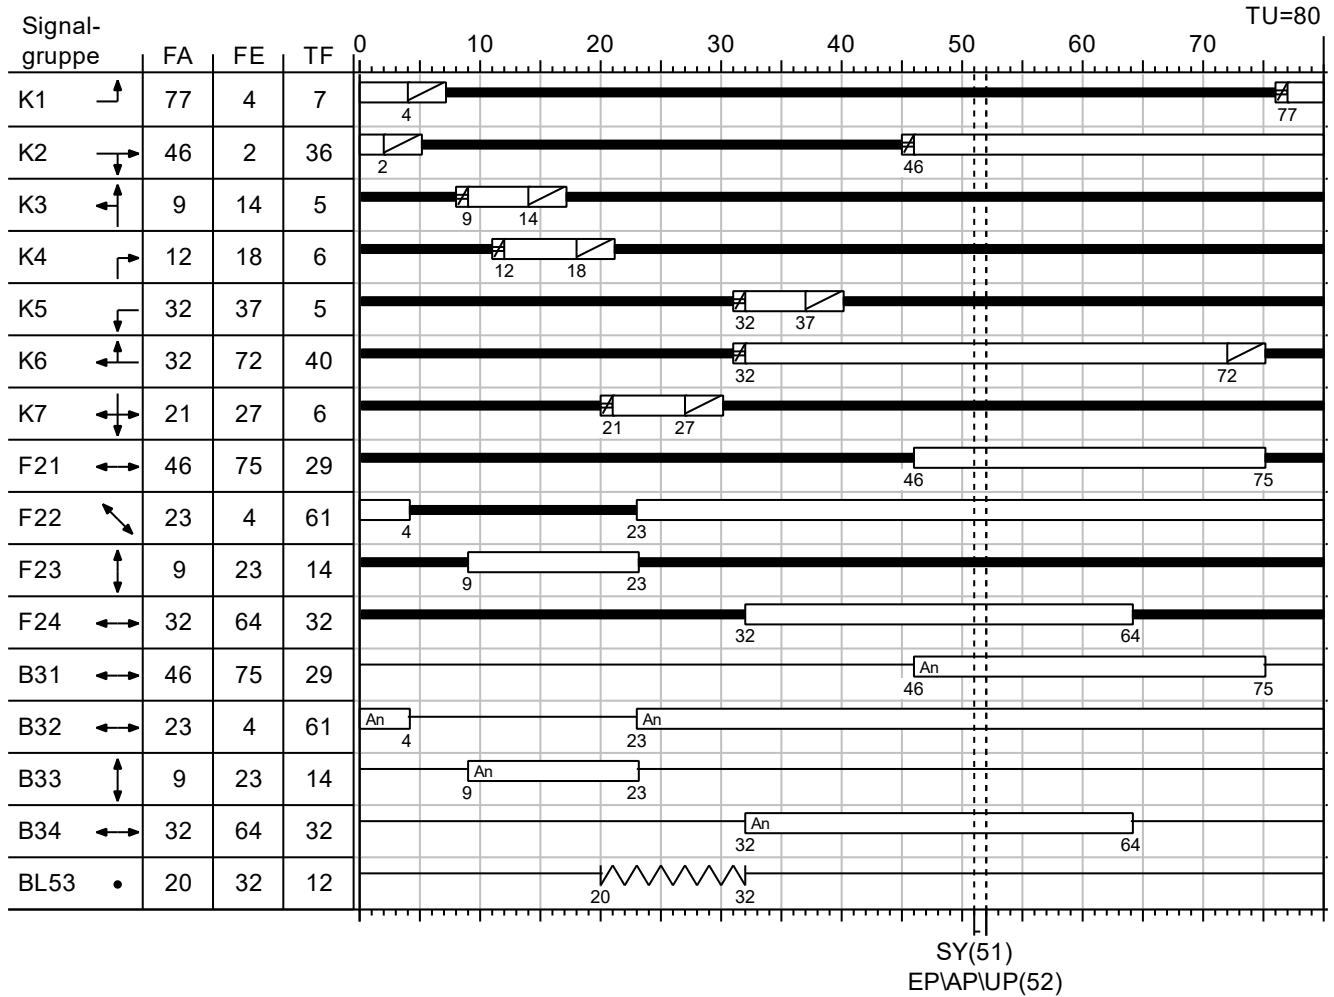 TU=80
Signal-
gruppe FA FE TF 0 10 20 30 40 50 60 70
K1 77 4 7
4 77
K2 46 2 36
2 46
K3 9 14 5
9 14
K4 12 18 6
12 18
K5 32 37 5
32 37
K6 32 72 40
32 72
K7 21 27 6
21 27
F21 46 75 29
46 75
F22 23 4 61
4 23
F23 9 23 14
9 23
F24 32 64 32
32 64
B31 46 75 29 An
46 75
B32 23 4 61 An An
4 23
B33 9 23 14 An
9 23
B34 32 64 32 An
32 64
BL53 20 32 12
20 32
SY(51)
EP\AP\UP(52)